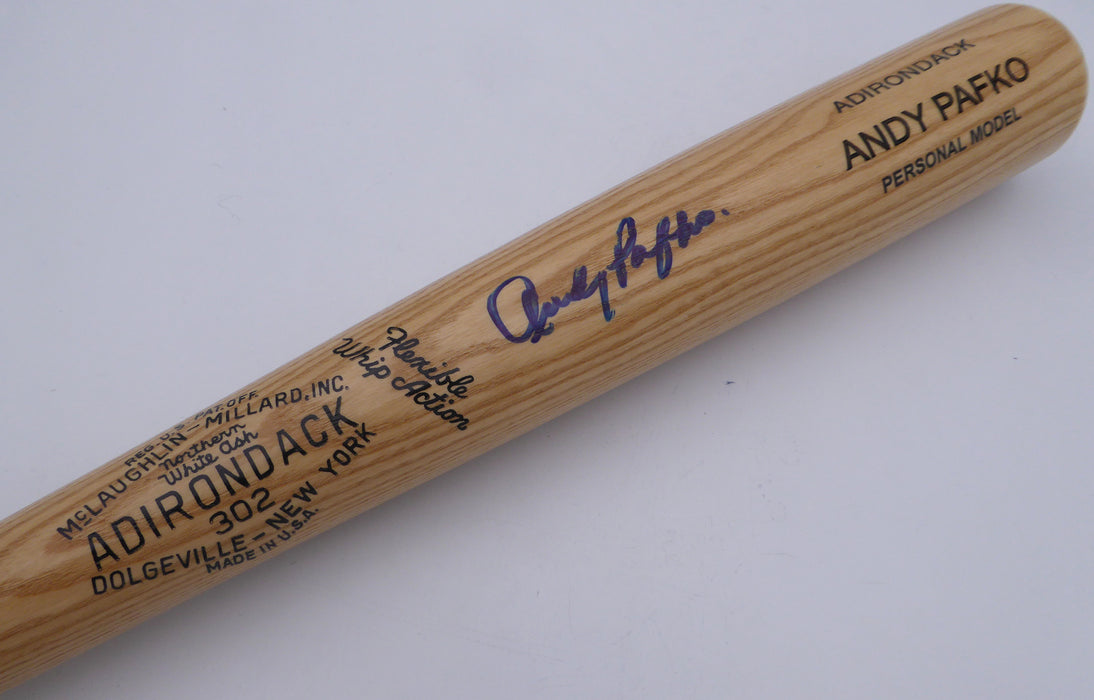 REG. U.S. PAT. OFF.
McLAUGHLIN-MILLARD, INC.
Northern
White Ash
ADIRONDACK
302
DOLGEVILLE-NEW YORK
MADE IN U.S.A.
Flexible
Whip Action
Andy Pafko.
ADIRONDACK
ANDY PAFKO
PERSONAL MODEL